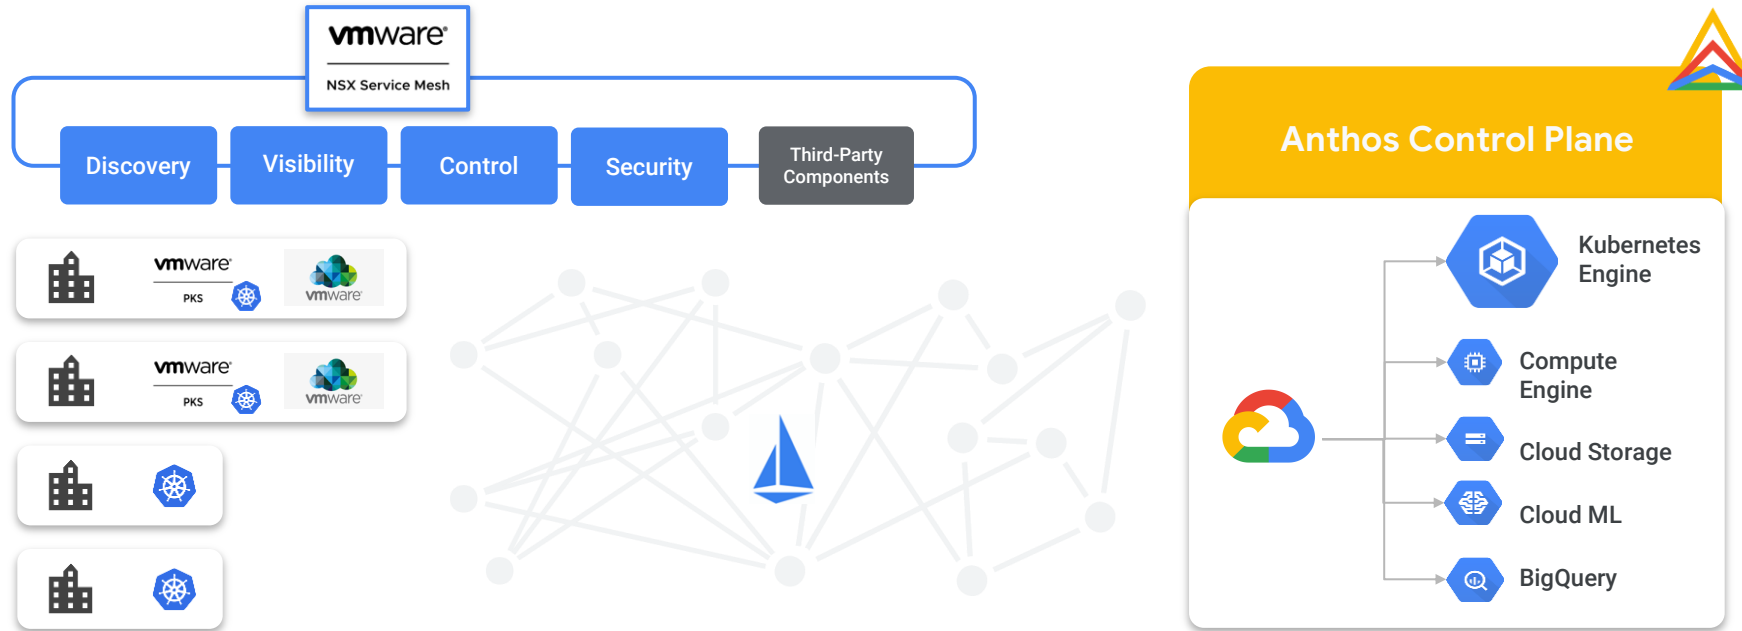 vmware®
NSX Service Mesh
Discovery
Visibility
Control
Security
Third-Party
Components
vmware®
PKS
vmware®
vmware®
PKS
vmware®
Anthos Control Plane
Kubernetes
Engine
Compute
Engine
Cloud Storage
Cloud ML
BigQuery